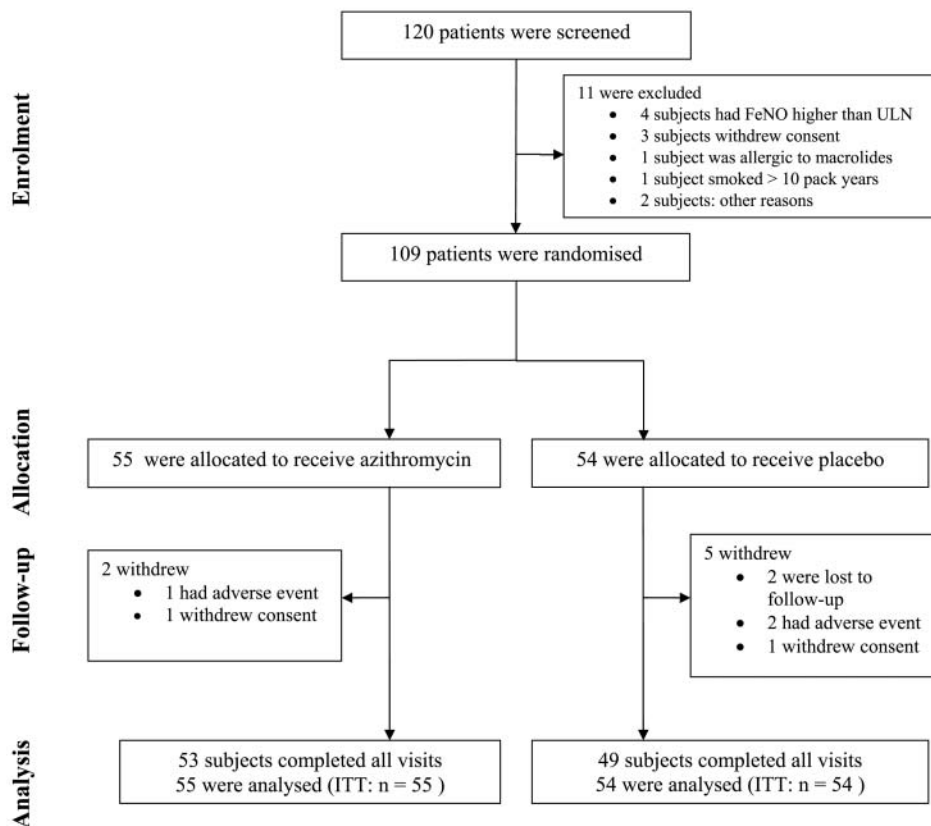 120 patients were screened
Enrolment
11 were excluded
• 4 subjects had FeNO higher than ULN
• 3 subjects withdrew consent
• 1 subject was allergic to macrolides
• 1 subject smoked > 10 pack years
• 2 subjects: other reasons
109 patients were randomised
Allocation
55 were allocated to receive azithromycin
54 were allocated to receive placebo
Follow-up
2 withdrew
• 1 had adverse event
• 1 withdrew consent
5 withdrew
• 2 were lost to
follow-up
• 2 had adverse event
• 1 withdrew consent
Analysis
53 subjects completed all visits
55 were analysed (ITT: n = 55 )
49 subjects completed all visits
54 were analysed (ITT: n = 54 )